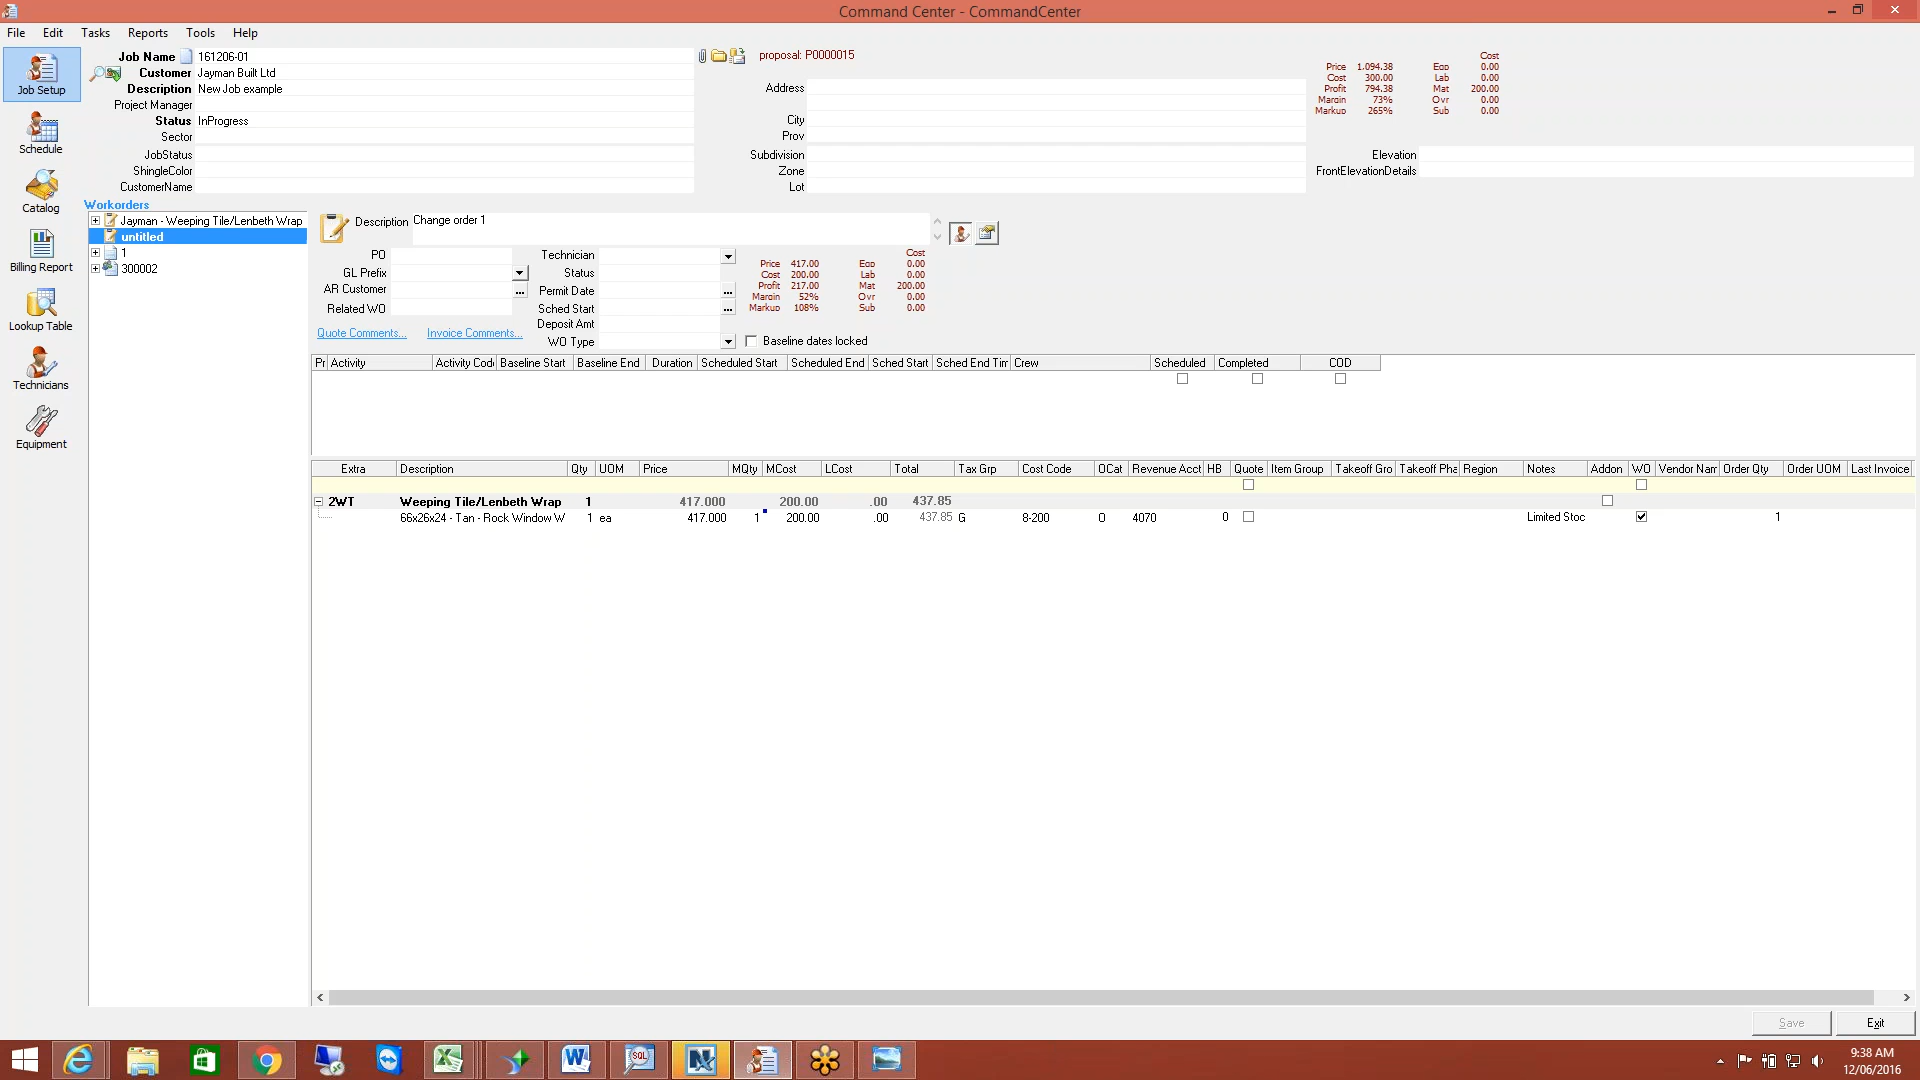 Command Center - CommandCenter
File Edit Tasks Reports Tools Help
Job Setup
Schedule
Catalog
Billing Report
Lookup Table
Technicians
Equipment
Job Name 161206-01
Customer Jayman Built Ltd
Description New Job example
Project Manager
Status InProgress
Sector
JobStatus
ShingleColor
CustomerName
proposal: P0000015
Address
City
Prov
Subdivision
Zone
Lot
Cost
Price 1,094.38 Eqp 0.00
Cost 300.00 Lab 0.00
Profit 794.38 Mat 200.00
Margin 73% Ovr 0.00
Markup 265% Sub 0.00
Elevation
FrontElevationDetails
Workorders
Jayman - Weeping Tile/Lenbeth Wrap
untitled
1
300002
Description Change order 1
PO
GL Prefix
AR Customer
Related WO
Quote Comments... Invoice Comments...
Technician
Status
Permit Date
Sched Start
Deposit Amt
WO Type
Cost
Price 417.00 Eqp 0.00
Cost 200.00 Lab 0.00
Profit 217.00 Mat 200.00
Margin 52% Ovr 0.00
Markup 108% Sub 0.00
Baseline dates locked
Pr Activity Activity Cod Baseline Start Baseline End Duration Scheduled Start Scheduled End Sched Start Sched End Tim Crew Scheduled Completed COD
Extra Description Qty UOM Price MQty MCost LCost Total Tax Grp Cost Code OCat Revenue Acct HB Quote Item Group Takeoff Gro Takeoff Pha Region Notes Addon WO Vendor Nam Order Qty Order UOM Last Invoice
2WT Weeping Tile/Lenbeth Wrap 1 417.000 200.00 .00 437.85
66x26x24 - Tan - Rock Window W 1 ea 417.000 1 200.00 .00 437.85 G 8-200 O 4070 0 Limited Stoc 1
Save Exit
SQL
9:38 AM
12/06/2016